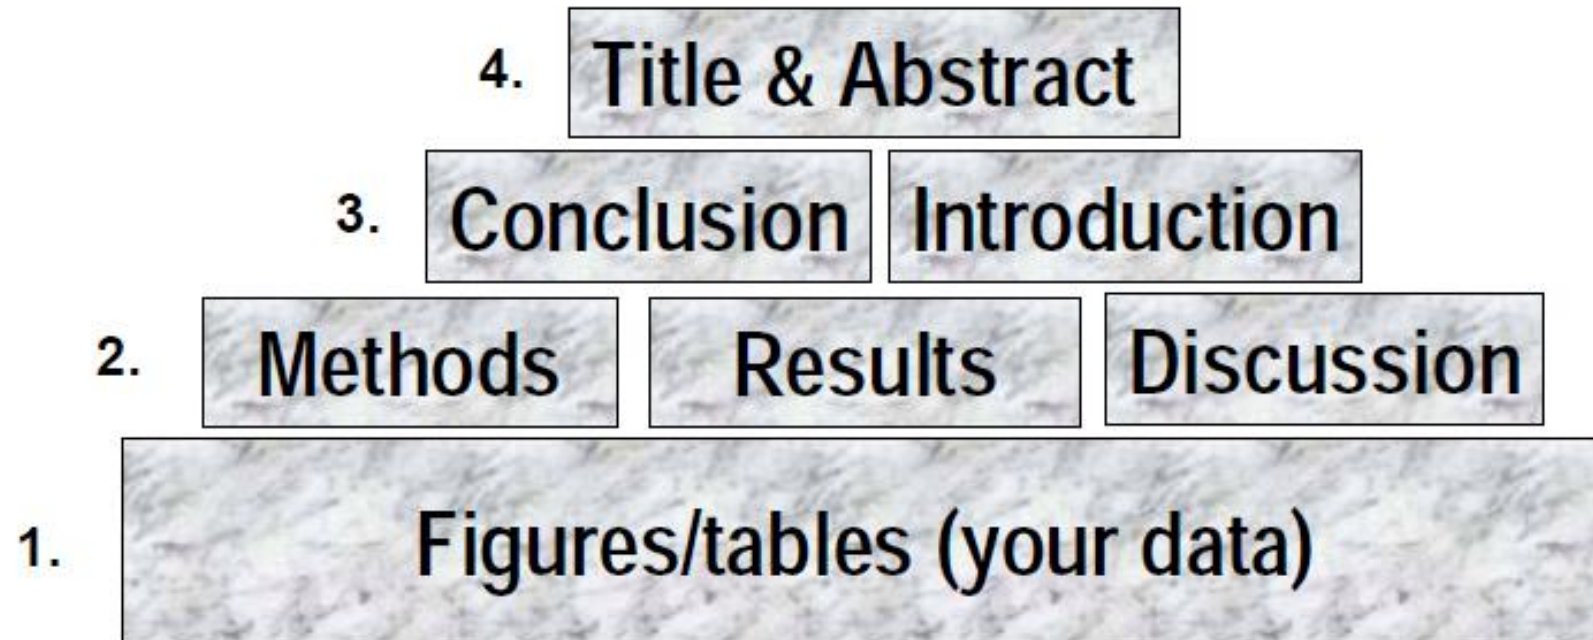 4. Title & Abstract
3. Conclusion Introduction
2. Methods Results Discussion
1. Figures/tables (your data)